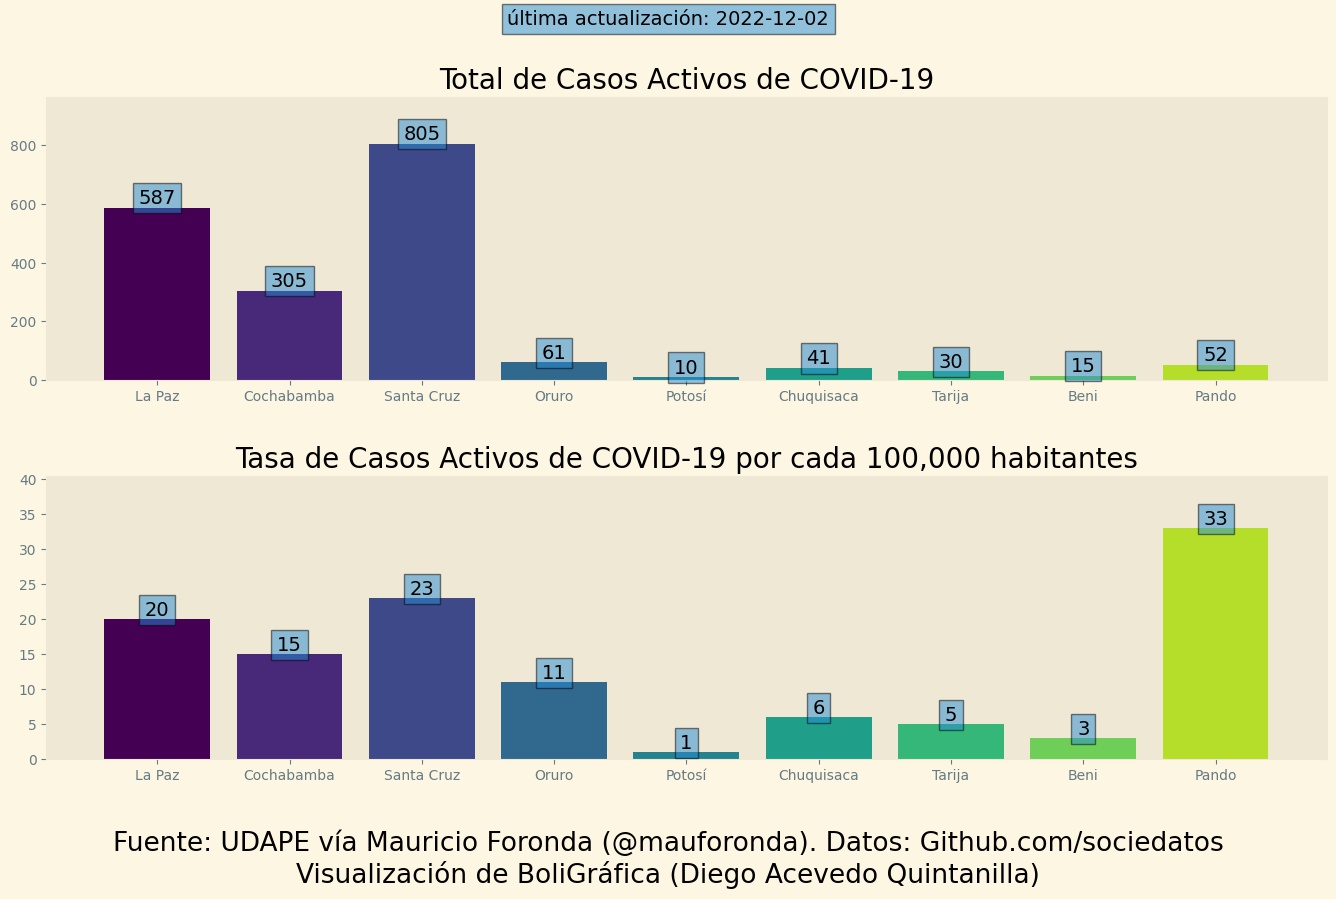 última actualización: 2022-12-02
Total de Casos Activos de COVID-19
800
600
400
200
0
587
305
805
61
10
41
30
15
52
La Paz
Cochabamba
Santa Cruz
Oruro
Potosí
Chuquisaca
Tarija
Beni
Pando
Tasa de Casos Activos de COVID-19 por cada 100,000 habitantes
40
35
30
25
20
15
10
5
0
20
15
23
11
1
6
5
3
33
La Paz
Cochabamba
Santa Cruz
Oruro
Potosí
Chuquisaca
Tarija
Beni
Pando
Fuente: UDAPE vía Mauricio Foronda (@mauforonda). Datos: Github.com/sociedatos
Visualización de BoliGráfica (Diego Acevedo Quintanilla)